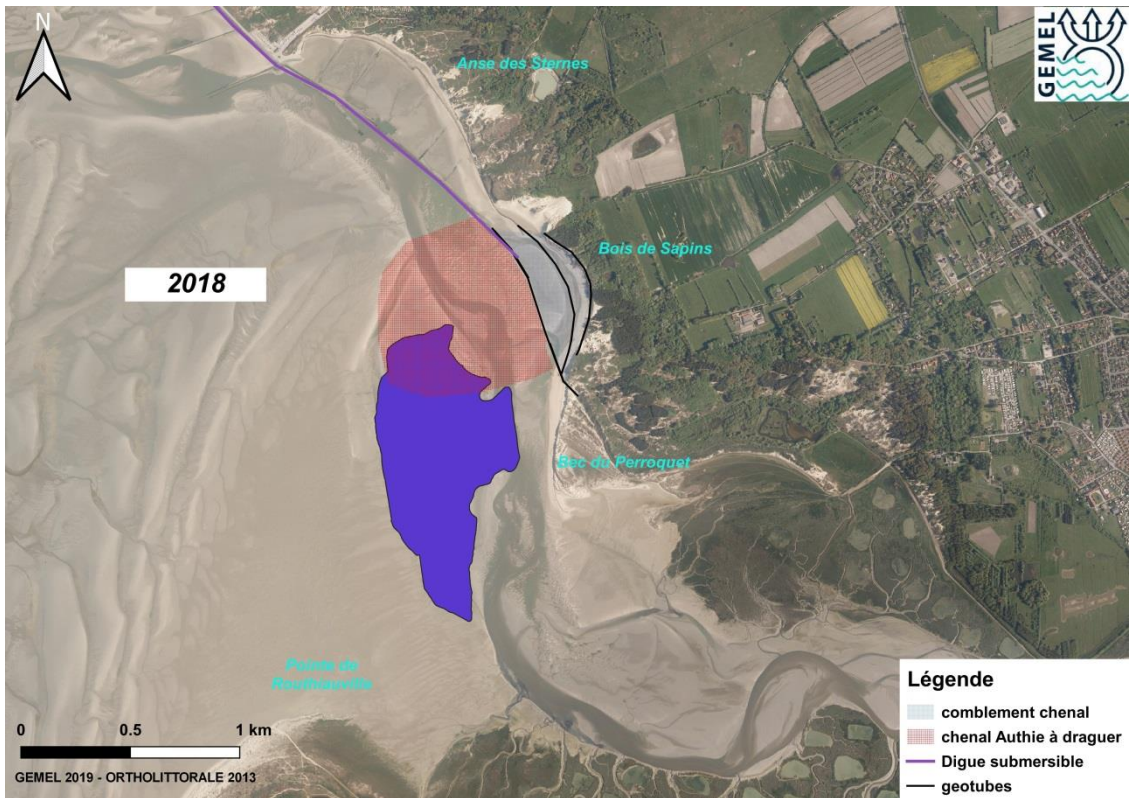 N
Anse des Sternes
GEMEL
2018
Bois de Sapins
Bec du Perroquet
Pointe de
Routhiauville
0 0.5 1 km
GEMEL 2019 - ORTHOLITTORALE 2013
Légende
comblement chenal
chenal Authie à draguer
Digue submersible
geotubes